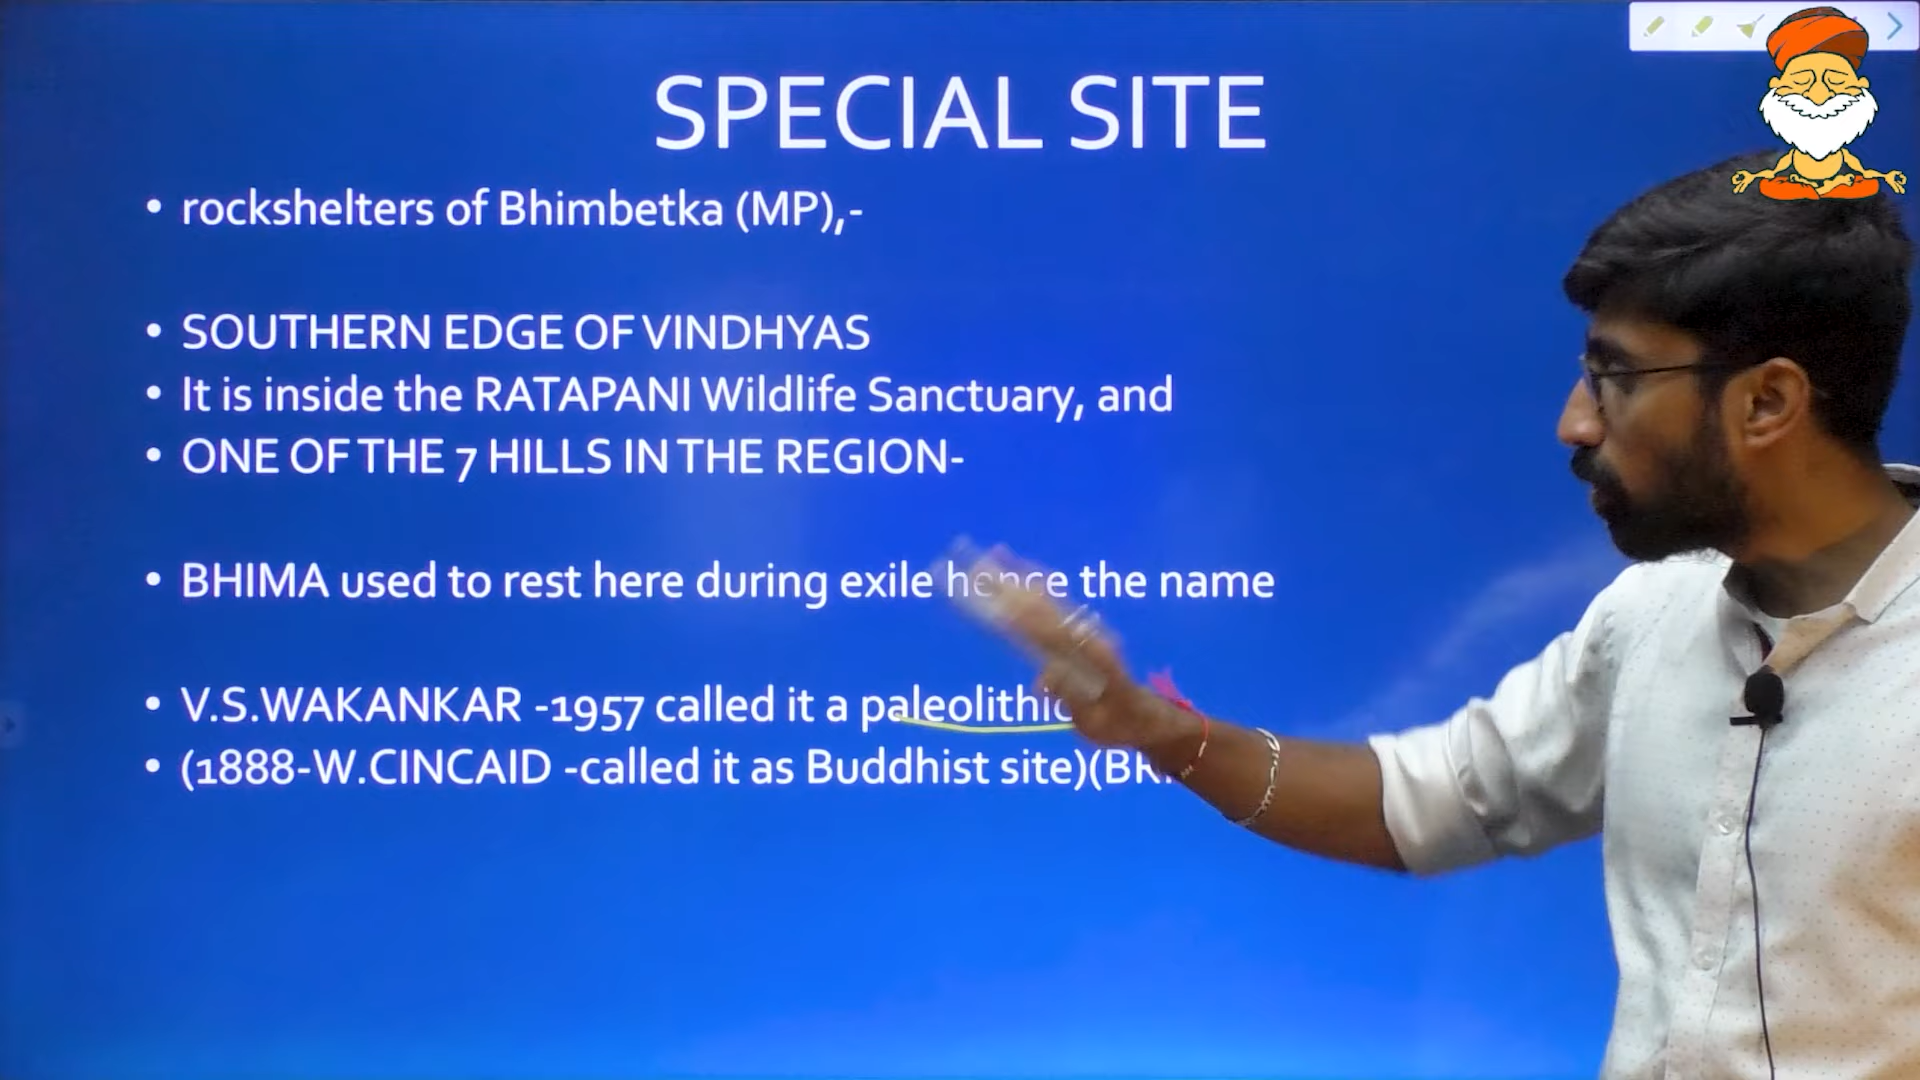 SPECIAL SITE
• rockshelters of Bhimbetka (MP),-
• SOUTHERN EDGE OF VINDHYAS
• It is inside the RATAPANI Wildlife Sanctuary, and
• ONE OF THE 7 HILLS IN THE REGION-
• BHIMA used to rest here during exile hence the name
• V.S.WAKANKAR -1957 called it a paleolithic
• (1888-W.CINCAID -called it as Buddhist site)